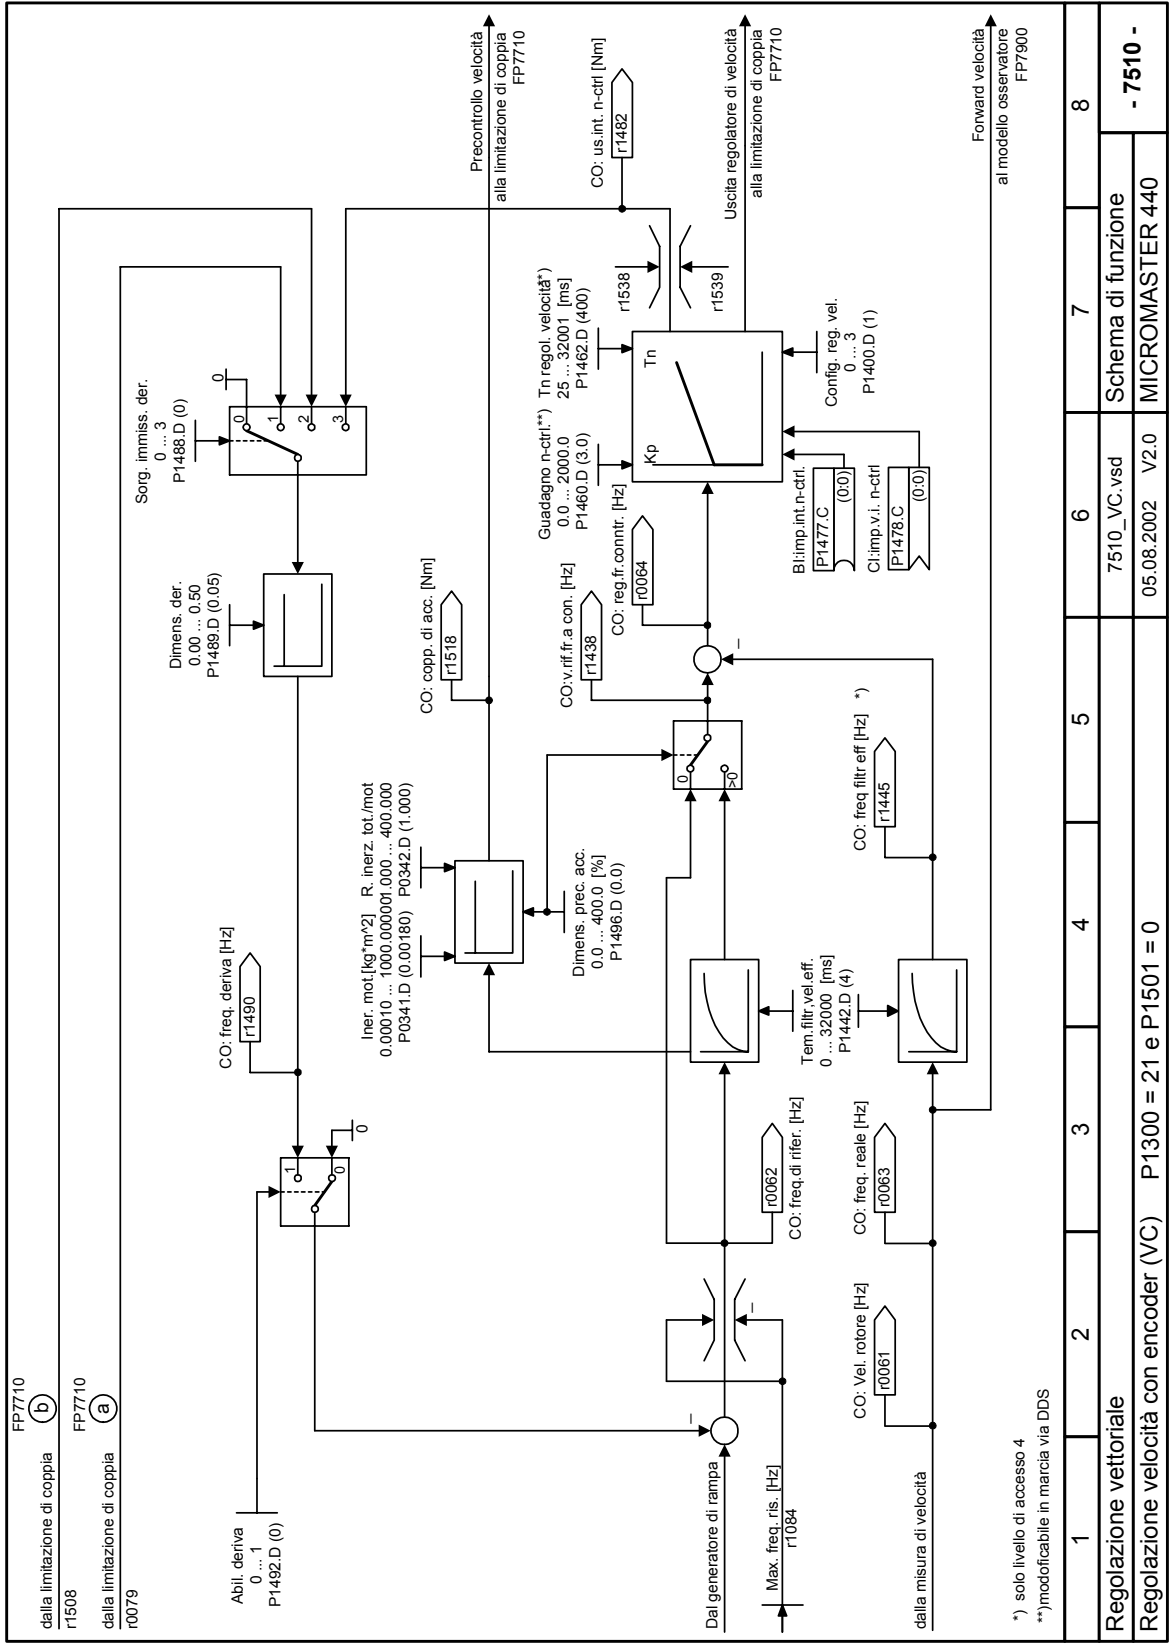 dalla limitazione di coppia
r1508
FP7710
b
dalla limitazione di coppia
r0079
FP7710
a
Abil. deriva
0 ... 1
P1492.D (0)
1
0
0
CO: freq. deriva [Hz]
r1490
Dimens. der.
0.00 ... 0.50
P1489.D (0.05)
Sorg. immiss. der.
0 ... 3
P1488.D (0)
0
0
1
2
3
Precontrollo velocità
alla limitazione di coppia
FP7710
Iner. mot.[kg*m^2]
0.00010 ... 1000.00000
P0341.D (0.00180)
R. inerz. tot./mot
1.000 ... 400.000
P0342.D (1.000)
CO: copp. di acc. [Nm]
r1518
Dimens. prec. acc.
0.0 ... 400.0 [%]
P1496.D (0.0)
CO:v.rif.fr.a con. [Hz]
r1438
CO: reg.fr.conntr. [Hz]
r0064
Guadagno n-ctrl.**)
0.0 ... 2000.0
P1460.D (3.0)
Tn regol. velocità*)
25 ... 32001 [ms]
P1462.D (400)
Kp
Tn
r1538
r1539
CO: us.int. n-ctrl [Nm]
r1482
Uscita regolatore di velocità
alla limitazione di coppia
FP7710
BI:imp.int.n-ctrl.
P1477.C
(0:0)
CI:imp.v.i. n-ctrl
P1478.C
(0:0)
Config. reg. vel.
0 ... 3
P1400.D (1)
Dal generatore di rampa
–
–
–
0
>0
Max. freq. ris. [Hz]
r1084
r0062
CO: freq.di rifer. [Hz]
Tem.filtr,vel.eff.
0 ... 32000 [ms]
P1442.D (4)
CO: Vel. rotore [Hz]
r0061
CO: freq. reale [Hz]
r0063
CO: freq filtr eff [Hz] *)
r1445
dalla misura di velocità
Forward velocità
al modello osservatore
FP7900
*) solo livello di accesso 4
**)modoficabile in marcia via DDS
1 2 3 4 5 6 7 8
Regolazione vettoriale
7510_VC.vsd
Schema di funzione
- 7510 -
Regolazione velocità con encoder (VC) P1300 = 21 e P1501 = 0
05.08.2002 V2.0
MICROMASTER 440